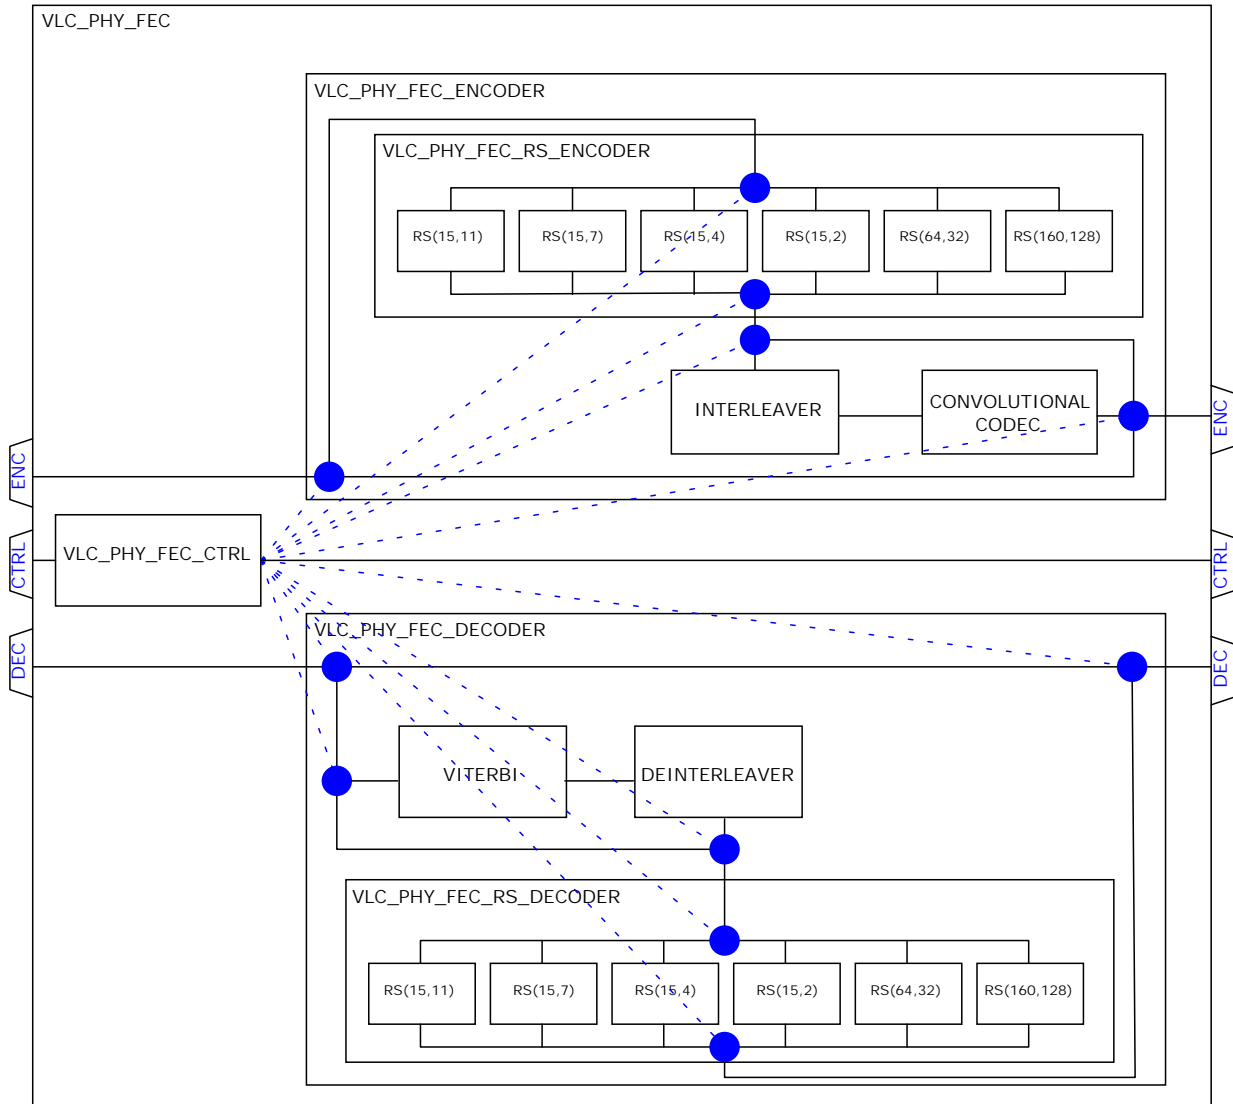 VLC_PHY_FEC
VLC_PHY_FEC_ENCODER
VLC_PHY_FEC_RS_ENCODER
RS(15,11)
RS(15,7)
RS(15,4)
RS(15,2)
RS(64,32)
RS(160,128)
INTERLEAVER
CONVOLUTIONAL
CODEC
ENC
ENC
VLC_PHY_FEC_CTRL
CTRL
CTRL
VLC_PHY_FEC_DECODER
DEC
DEC
VITERBI
DEINTERLEAVER
VLC_PHY_FEC_RS_DECODER
RS(15,11)
RS(15,7)
RS(15,4)
RS(15,2)
RS(64,32)
RS(160,128)